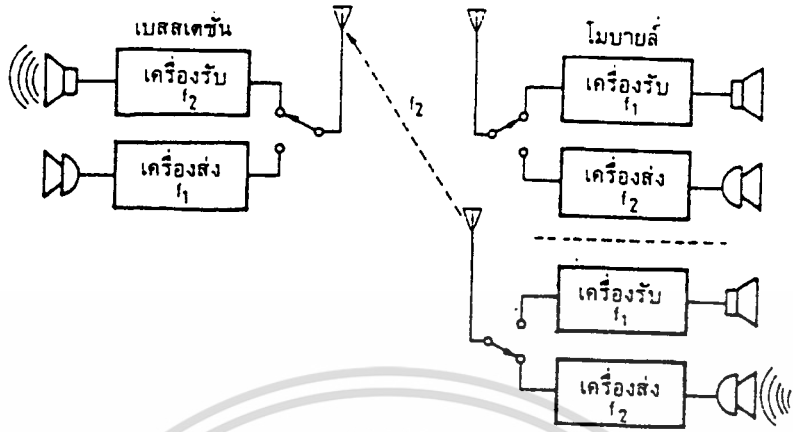 เบสสเตชั่น
เครื่องรับ
f2
เครื่องส่ง
f1
f2
โมบายล์
เครื่องรับ
f1
เครื่องส่ง
f2
เครื่องรับ
f1
เครื่องส่ง
f2